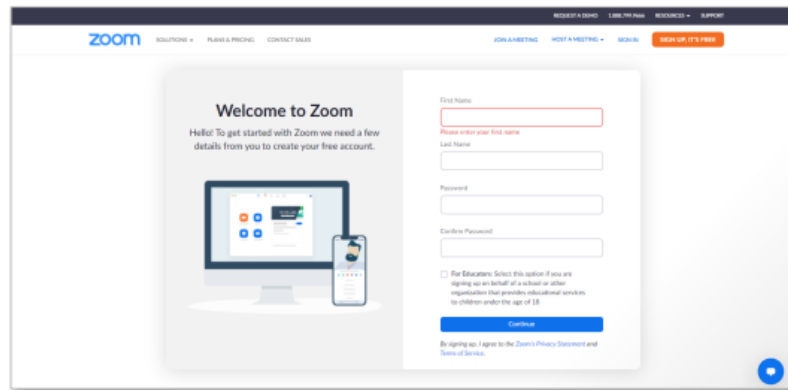 REQUEST A DEMO 1.888.799.9666 RESOURCES SUPPORT
zoom SOLUTIONS PLANS & PRICING CONTACT SALES JOIN A MEETING HOST A MEETING SIGN IN SIGN UP, IT'S FREE
Welcome to Zoom
Hello! To get started with Zoom we need a few
details from you to create your free account.
First Name
Please enter your first name
Last Name
Password
Confirm Password
For Educators: Select this option if you are
signing up on behalf of a school or other
organization that provides educational services
to children under the age of 18
Continue
By signing up, I agree to the Zoom's Privacy Statement and
Terms of Service.